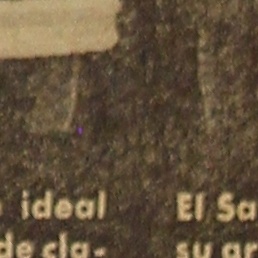 ideal
de cla-
El Sa
su ar